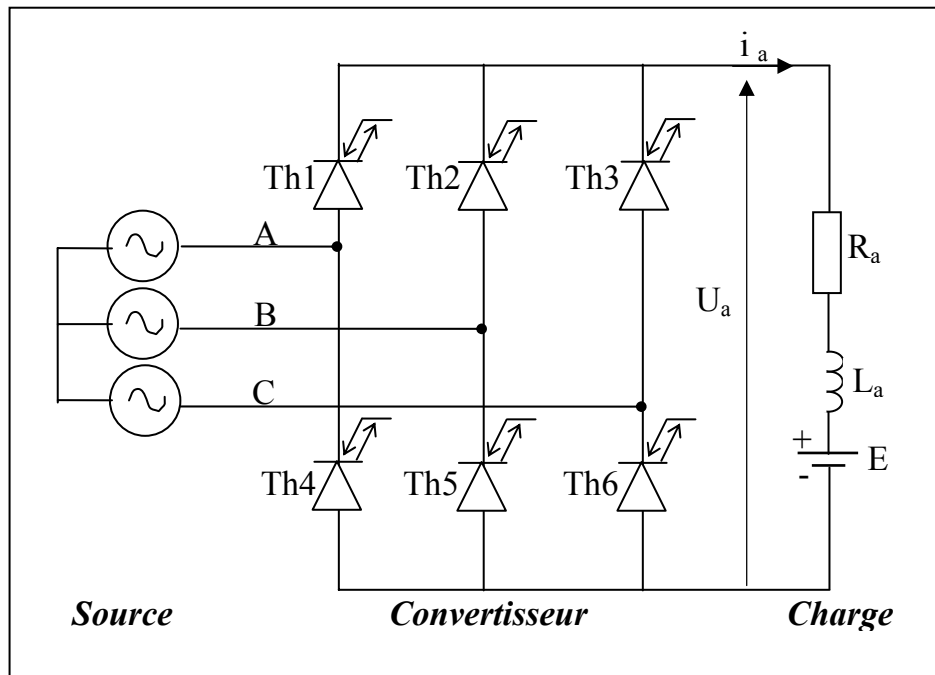 i a
Th1 Th2 Th3
A
Ra
B
Ua
C
La
+
E
-
Th4 Th5 Th6
Source Convertisseur Charge